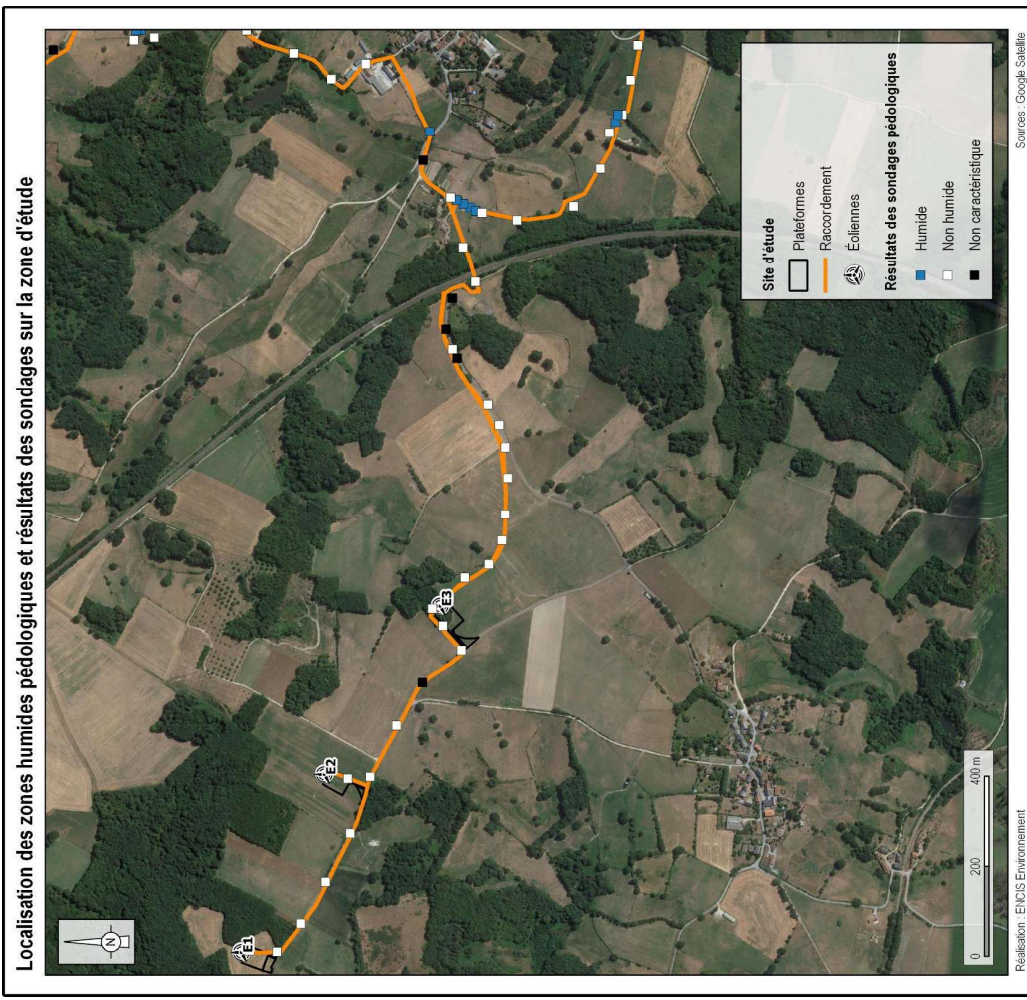 Localisation des zones humides pédologiques et résultats des sondages sur la zone d'étude
N
E1
E2
E3
Site d'étude
Plateformes
Raccordement
Eoliennes
Résultats des sondages pédologiques
Humide
Non humide
Non caractéristique
0 200 400 m
Réalisation : ENCIS Environnement
Sources : Google Satellite